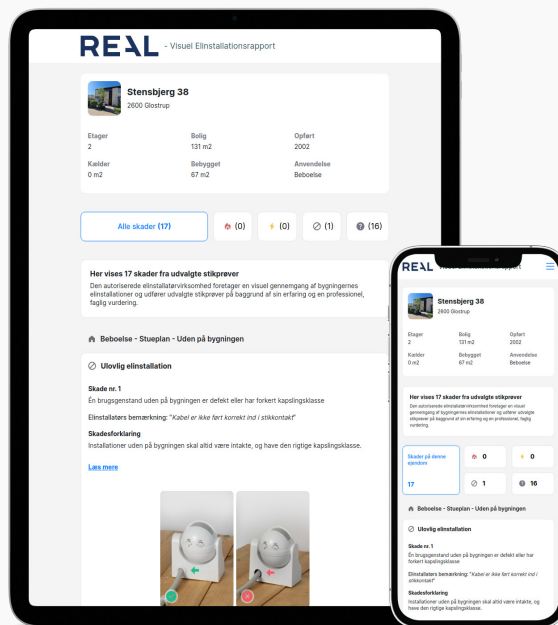 REAL - Visuel Elinstallationsrapport
Stensbjerg 38
2600 Glostrup
Etager Bolig Opført
2 131 m2 2002
Kælder Bebygget Anvendelse
0 m2 67 m2 Beboelse
Alle skader (17) (0) (0) (1) (16)
Her vises 17 skader fra udvalgte stikprøver
Den autoriserede elinstallatørvirksomhed foretager en visuel gennemgang af bygningernes
elinstallationer og udfører udvalgte stikprøver på baggrund af sin erfaring og en professionel,
faglig vurdering.
Beboelse - Stueplan - Uden på bygningen
Ulovlig elinstallation
Skade nr. 1
Én brugsgenstand uden på bygningen er defekt eller har forkert kapslingsklasse
Elinstallatørs bemærkning: "Kabel er ikke ført korrekt ind i stikkontakt"
Skadesforklaring
Installationer uden på bygningen skal altid være intakte, og have den rigtige kapslingsklasse.
Læs mere
REAL
Stensbjerg 38
2600 Glostrup
Etager Bolig Opført
2 131 m2 2002
Kælder Bebygget Anvendelse
0 m2 67 m2 Beboelse
Her vises 17 skader fra udvalgte stikprøver
Den autoriserede elinstallatørvirksomhed foretager en visuel
gennemgang af bygningernes elinstallationer og udfører udvalgte
stikprøver på baggrund af sin erfaring og en professionel, faglig
vurdering.
Skader på denne
ejendom
17
0 0
1 16
Beboelse - Stueplan - Uden på bygningen
Ulovlig elinstallation
Skade nr. 1
Én brugsgenstand uden på bygningen er defekt eller har
forkert kapslingsklasse
Elinstallatørs bemærkning: "Kabel er ikke ført korrekt ind i
stikkontakt"
Skadesforklaring
Installationer uden på bygningen skal altid være intakte, og
have den rigtige kapslingsklasse.